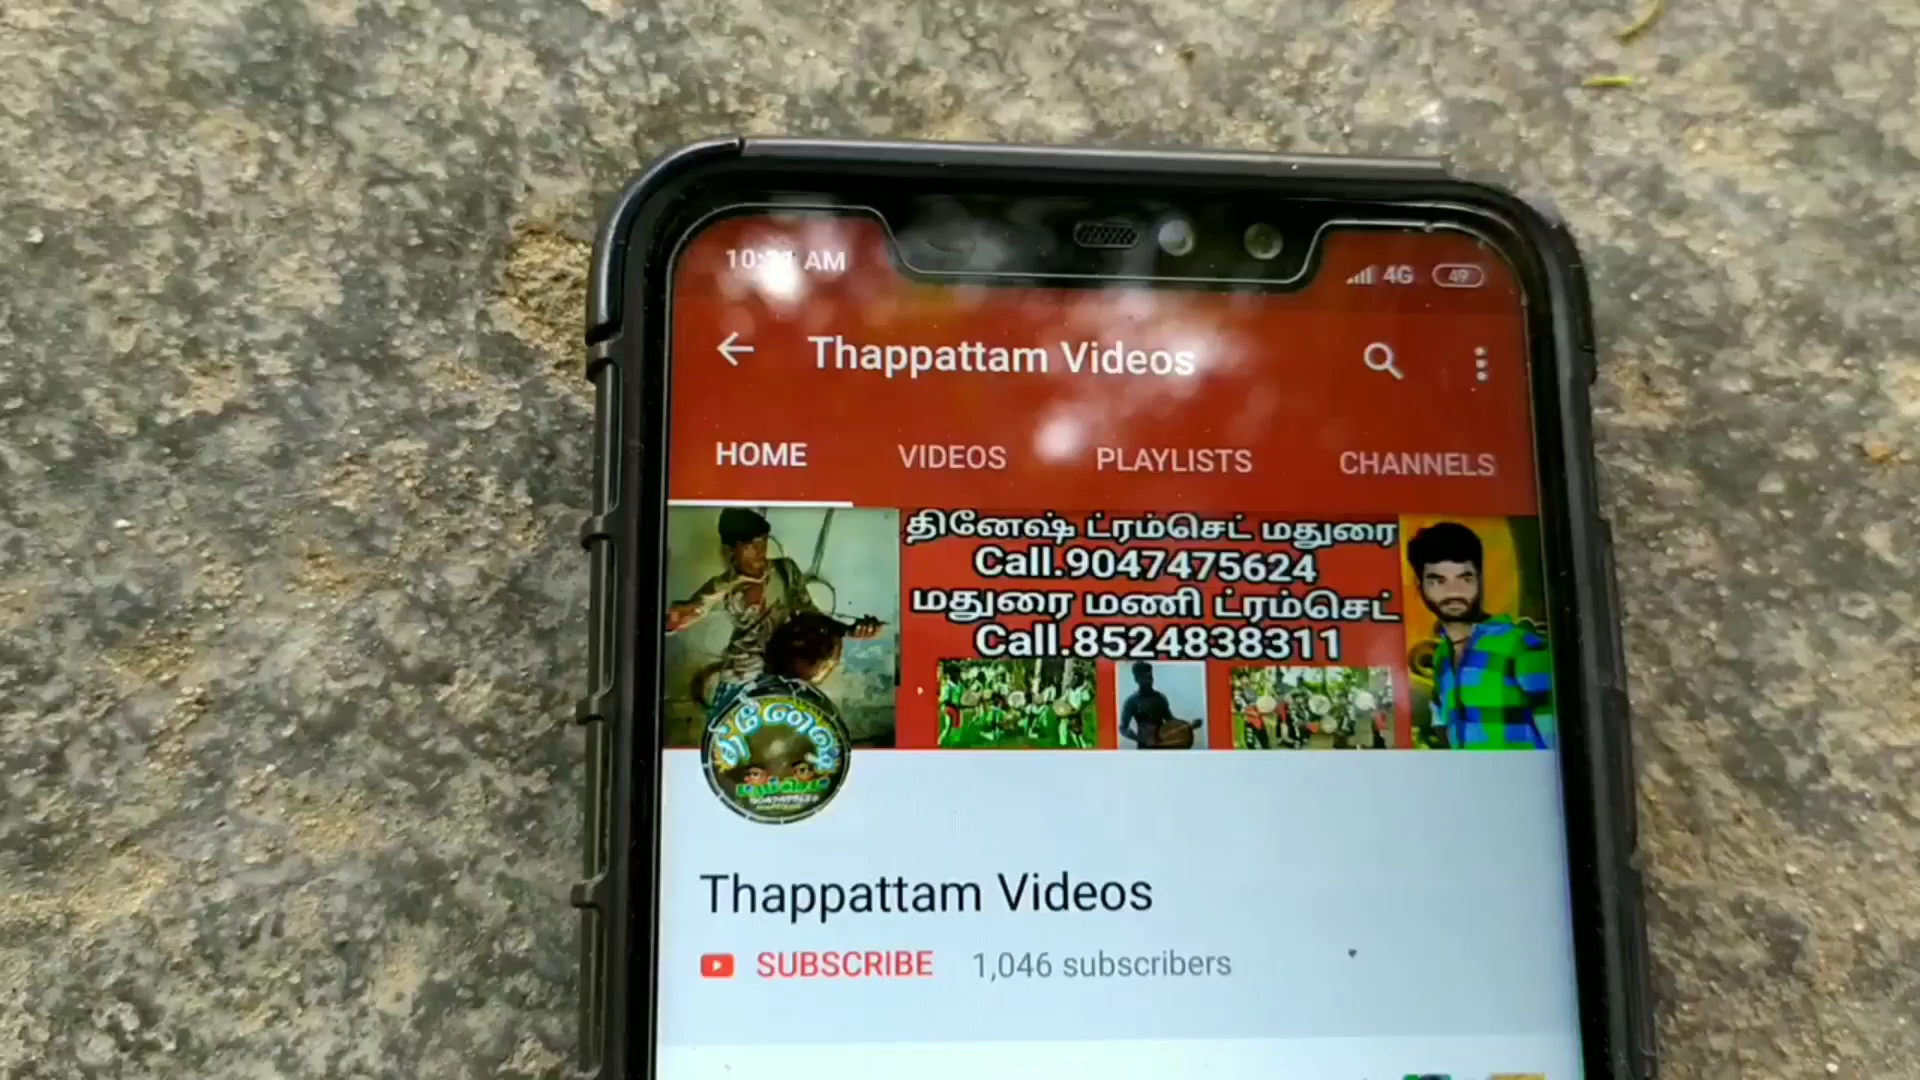 AM
4G 49
Thappattam Videos
HOME VIDEOS PLAYLISTS CHANNELS
தினேஷ் ட்ரம்செட் மதுரை
Call.9047475624
மதுரை மணி ட்ரம்செட்
Call.8524838311
தினேஷ்
Thappattam Videos
SUBSCRIBE 1,046 subscribers